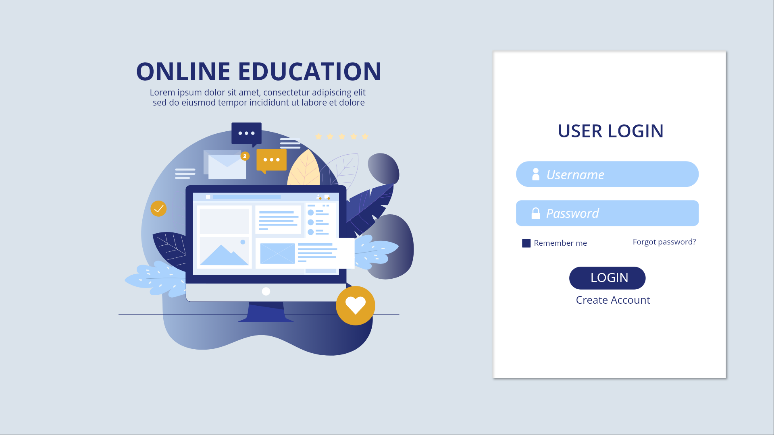 ONLINE EDUCATION
Lorem ipsum dolor sit amet, consectetur adipiscing elit
sed do eiusmod tempor incididunt ut labore et dolore
USER LOGIN
Username
Password
Remember me
Forgot password?
LOGIN
Create Account